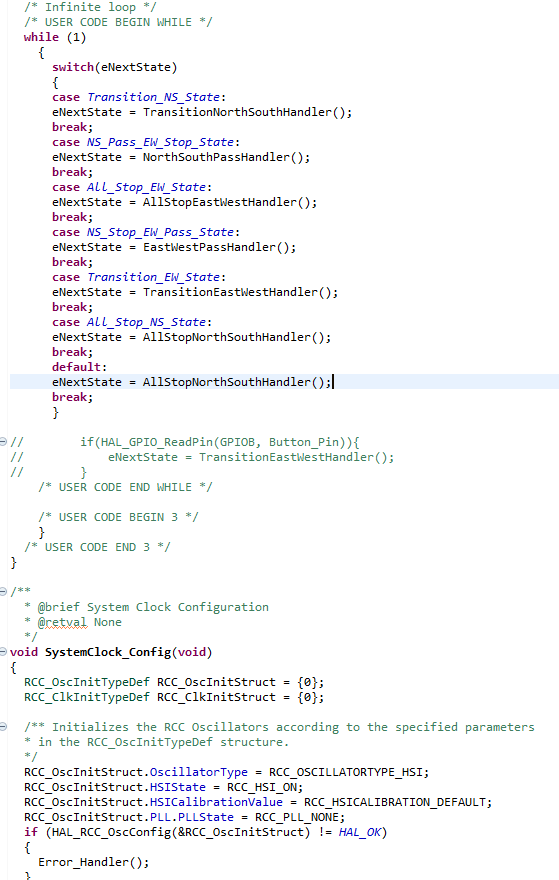 /* Infinite loop */
/* USER CODE BEGIN WHILE */
while (1)
{
switch(eNextState)
{
case Transition_NS_State:
eNextState = TransitionNorthSouthHandler();
break;
case NS_Pass_EW_Stop_State:
eNextState = NorthSouthPassHandler();
break;
case All_Stop_EW_State:
eNextState = AllStopEastWestHandler();
break;
case NS_Stop_EW_Pass_State:
eNextState = EastWestPassHandler();
break;
case Transition_EW_State:
eNextState = TransitionEastWestHandler();
break;
case All_Stop_NS_State:
eNextState = AllStopNorthSouthHandler();
break;
default:
eNextState = AllStopNorthSouthHandler();
break;
}
// if(HAL_GPIO_ReadPin(GPIOB, Button_Pin)){
// eNextState = TransitionEastWestHandler();
// }
/* USER CODE END WHILE */
/* USER CODE BEGIN 3 */
}
/* USER CODE END 3 */
}
/**
* @brief System Clock Configuration
* @retval None
*/
void SystemClock_Config(void)
{
RCC_OscInitTypeDef RCC_OscInitStruct = {0};
RCC_ClkInitTypeDef RCC_ClkInitStruct = {0};
/** Initializes the RCC Oscillators according to the specified parameters
* in the RCC_OscInitTypeDef structure.
*/
RCC_OscInitStruct.OscillatorType = RCC_OSCILLATORTYPE_HSI;
RCC_OscInitStruct.HSIState = RCC_HSI_ON;
RCC_OscInitStruct.HSICalibrationValue = RCC_HSICALIBRATION_DEFAULT;
RCC_OscInitStruct.PLL.PLLState = RCC_PLL_NONE;
if (HAL_RCC_OscConfig(&RCC_OscInitStruct) != HAL_OK)
{
Error_Handler();
}